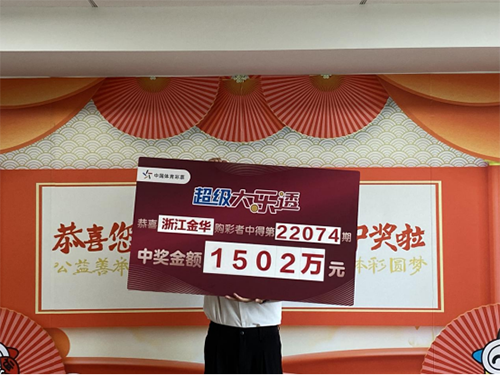 中国体育彩票
超级大乐透
恭喜 浙江金华 购彩者中得第 22074 期
中奖金额 1502万 元
恭喜您 中奖啦
公益善举 体彩圆梦